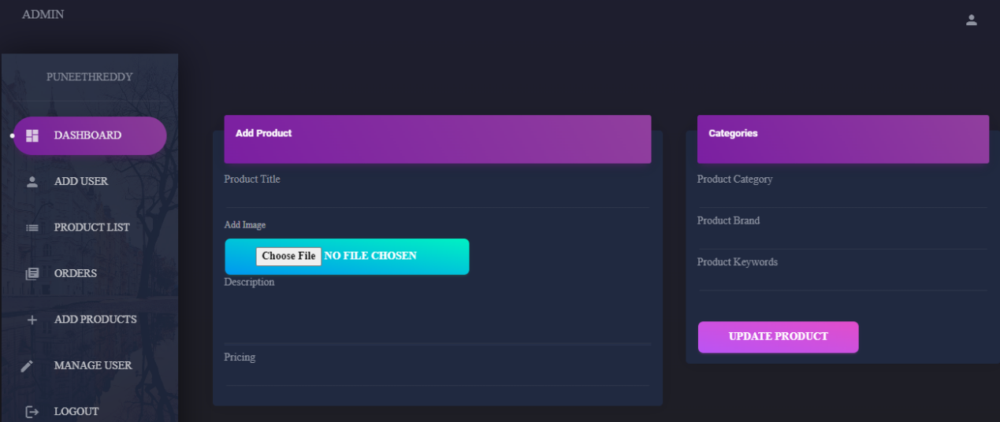 ADMIN
PUNEETHREDDY
DASHBOARD
ADD USER
PRODUCT LIST
ORDERS
ADD PRODUCTS
MANAGE USER
LOGOUT
Add Product
Product Title
Add Image
Choose File NO FILE CHOSEN
Description
Pricing
Categories
Product Category
Product Brand
Product Keywords
UPDATE PRODUCT